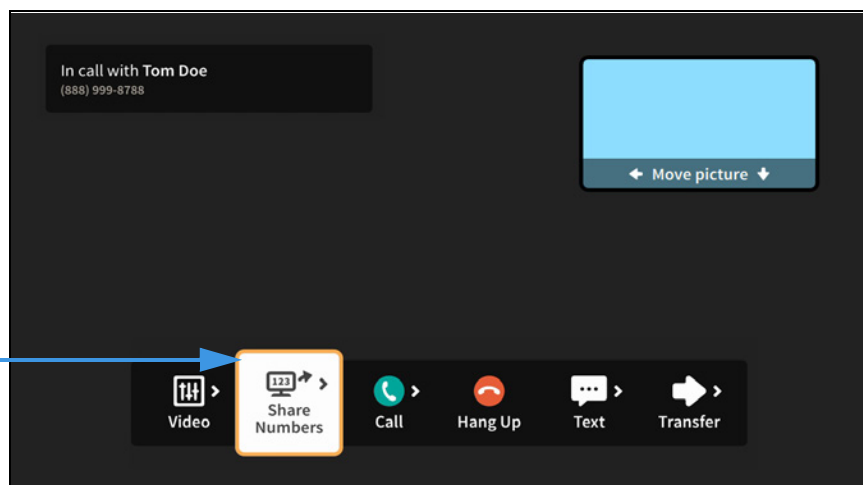 In call with Tom Doe
(888) 999-8788
Move picture
123
Video
Share
Numbers
Call
Hang Up
Text
Transfer